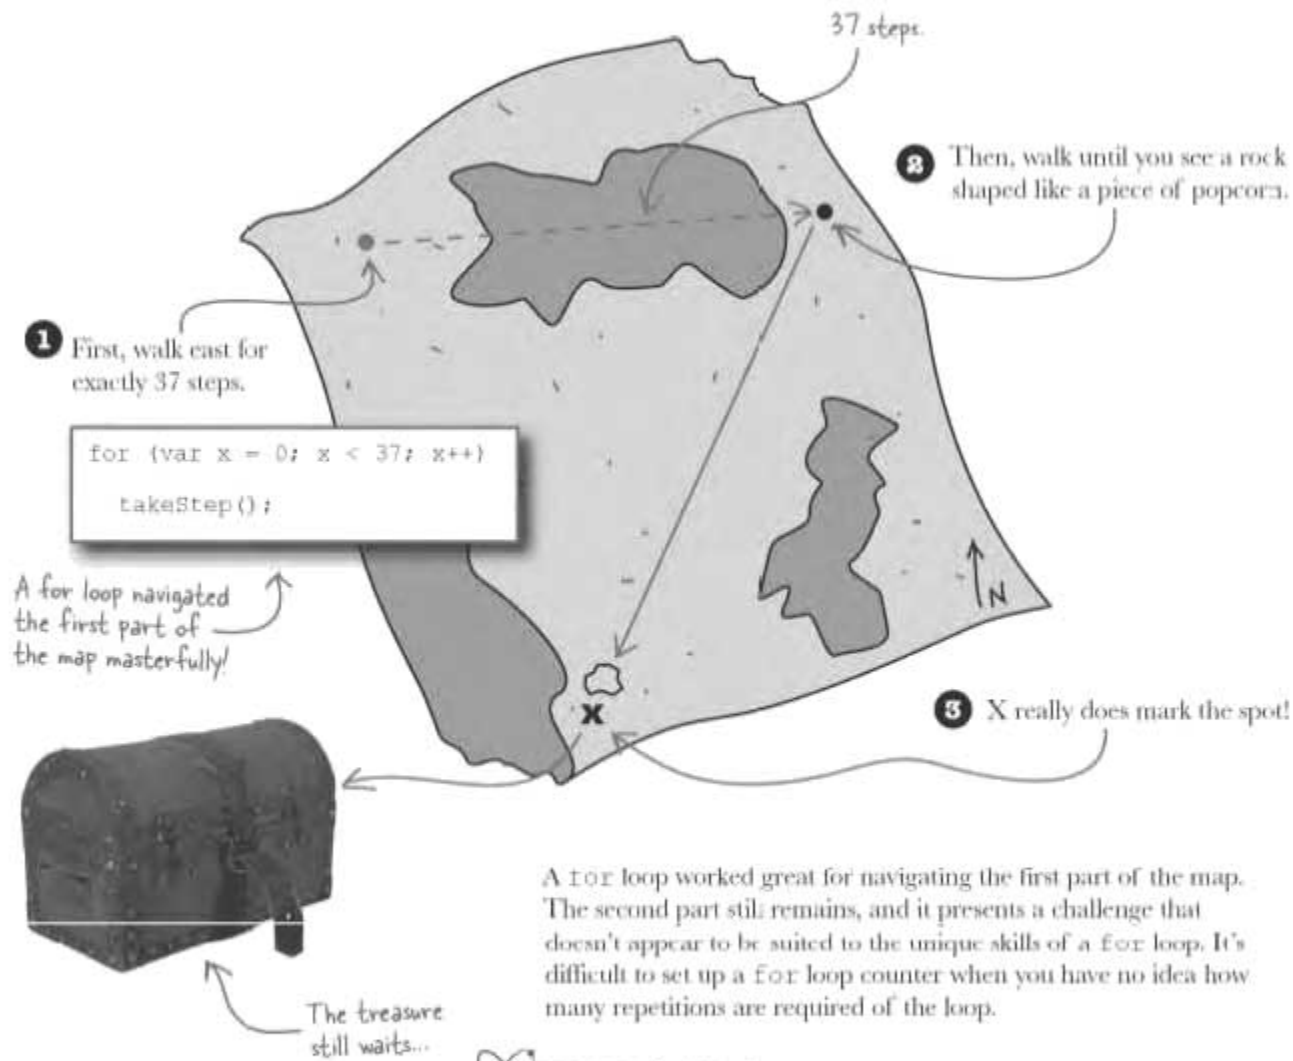 37 steps.
2 Then, walk until you see a rock
shaped like a piece of popcorn.
1 First, walk east for
exactly 37 steps.
for (var x = 0; x < 37; x++)
takeStep();
A for loop navigated
the first part of
the map masterfully!
N
X
3 X really does mark the spot!
A for loop worked great for navigating the first part of the map.
The second part still remains, and it presents a challenge that
doesn't appear to be suited to the unique skills of a for loop. It's
difficult to set up a for loop counter when you have no idea how
many repetitions are required of the loop.
The treasure
still waits...